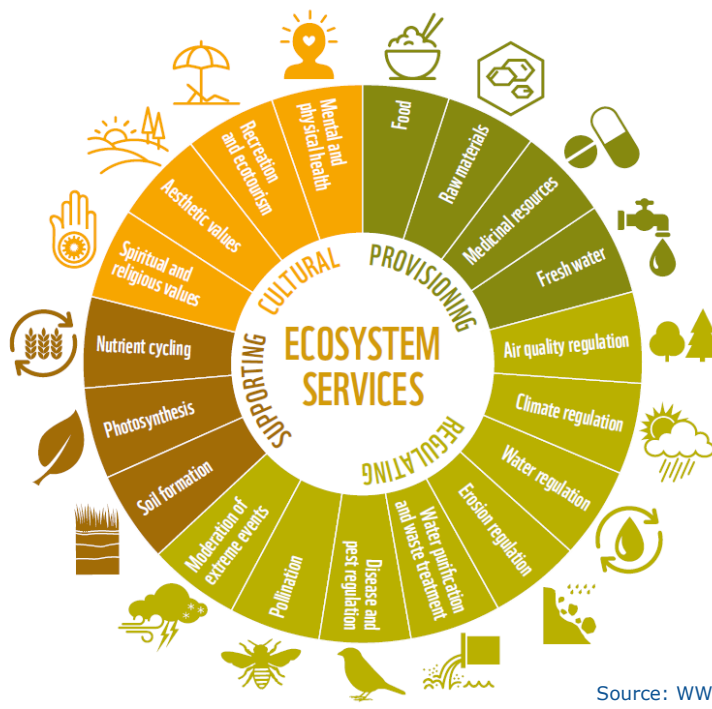 ECOSYSTEM
SERVICES
PROVISIONING
Food
Raw materials
Medicinal resources
Fresh water
REGULATING
Air quality regulation
Climate regulation
Water regulation
Erosion regulation
Water purification
and waste treatment
Disease and
pest regulation
Pollination
Moderation of
extreme events
SUPPORTING
Soil formation
Photosynthesis
Nutrient cycling
CULTURAL
Spiritual and
religious values
Aesthetic values
Recreation
and ecotourism
Mental and
physical health
Source: WW